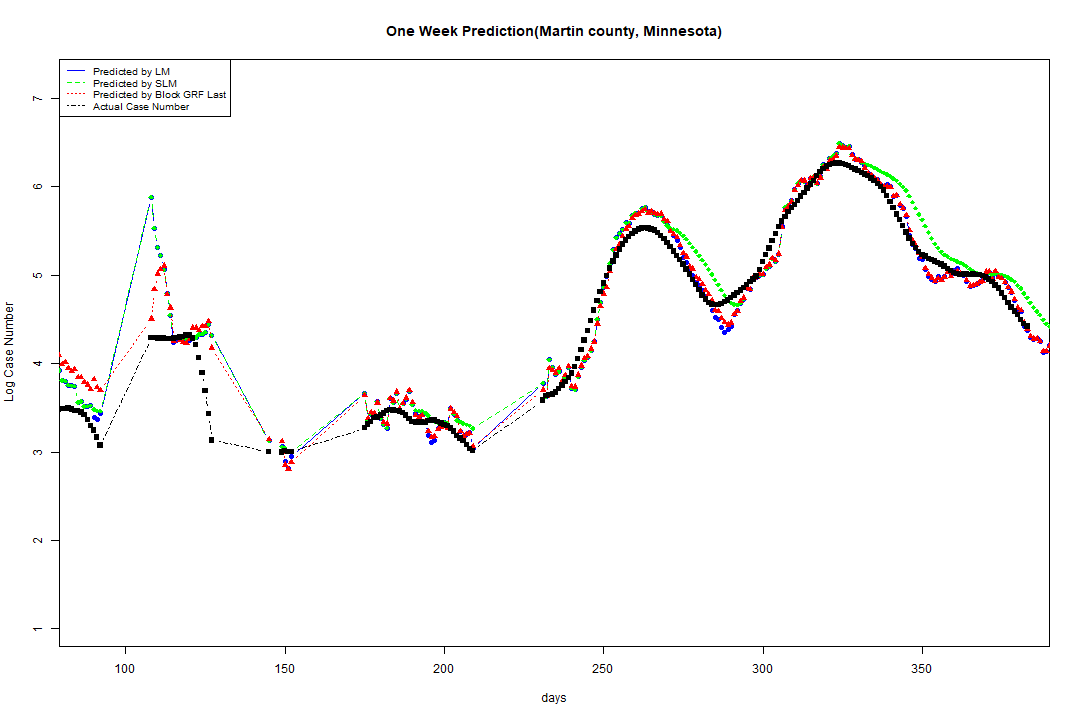 One Week Prediction(Martin county, Minnesota)
Predicted by LM
Predicted by SLM
Predicted by Block GRF Last
Actual Case Number
Log Case Number
7
6
5
4
3
2
1
100 150 200 250 300 350
days